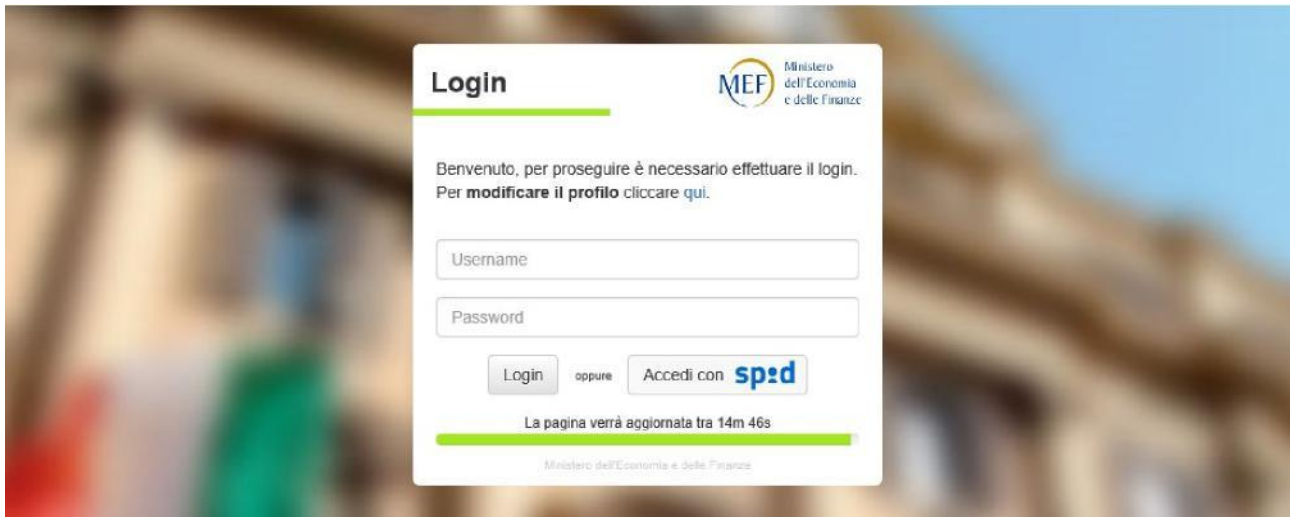 Login
MEF
Ministero
dell'Economia
e delle Finanze
Benvenuto, per proseguire è necessario effettuare il login.
Per modificare il profilo cliccare qui.
Username
Password
Login oppure Accedi con spid
La pagina verrà aggiornata tra 14m 46s
Ministero dell'Economia e delle Finanze